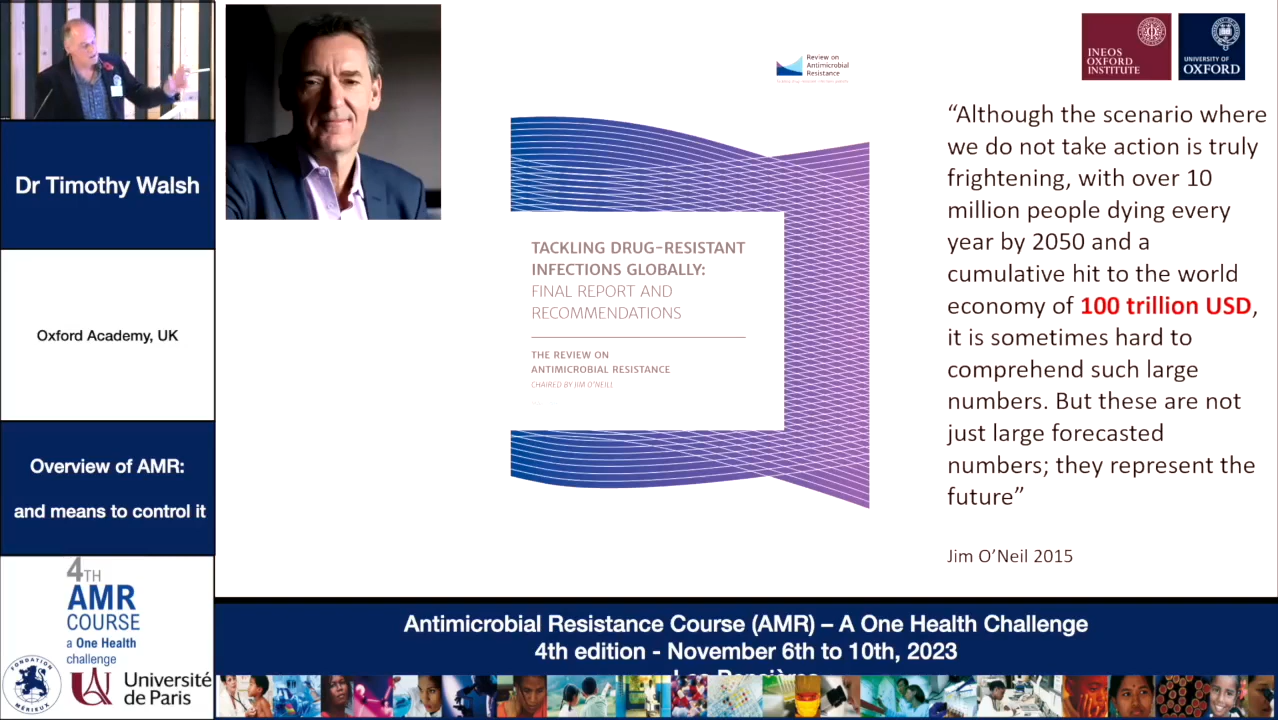 Dr Timothy Walsh
Oxford Academy, UK
Overview of AMR:
and means to control it
4TH
AMR
COURSE
a One Health
challenge
FONDATION
MÉRIEUX
Université
de Paris
Review on
Antimicrobial
Resistance
TACKLING DRUG-RESISTANT
INFECTIONS GLOBALLY:
FINAL REPORT AND
RECOMMENDATIONS
THE REVIEW ON
ANTIMICROBIAL RESISTANCE
CHAIRED BY JIM O'NEILL
INEOS
OXFORD
INSTITUTE
UNIVERSITY OF
OXFORD
“Although the scenario where
we do not take action is truly
frightening, with over 10
million people dying every
year by 2050 and a
cumulative hit to the world
economy of 100 trillion USD,
it is sometimes hard to
comprehend such large
numbers. But these are not
just large forecasted
numbers; they represent the
future”
Jim O’Neil 2015
Antimicrobial Resistance Course (AMR) – A One Health Challenge
4th edition - November 6th to 10th, 2023